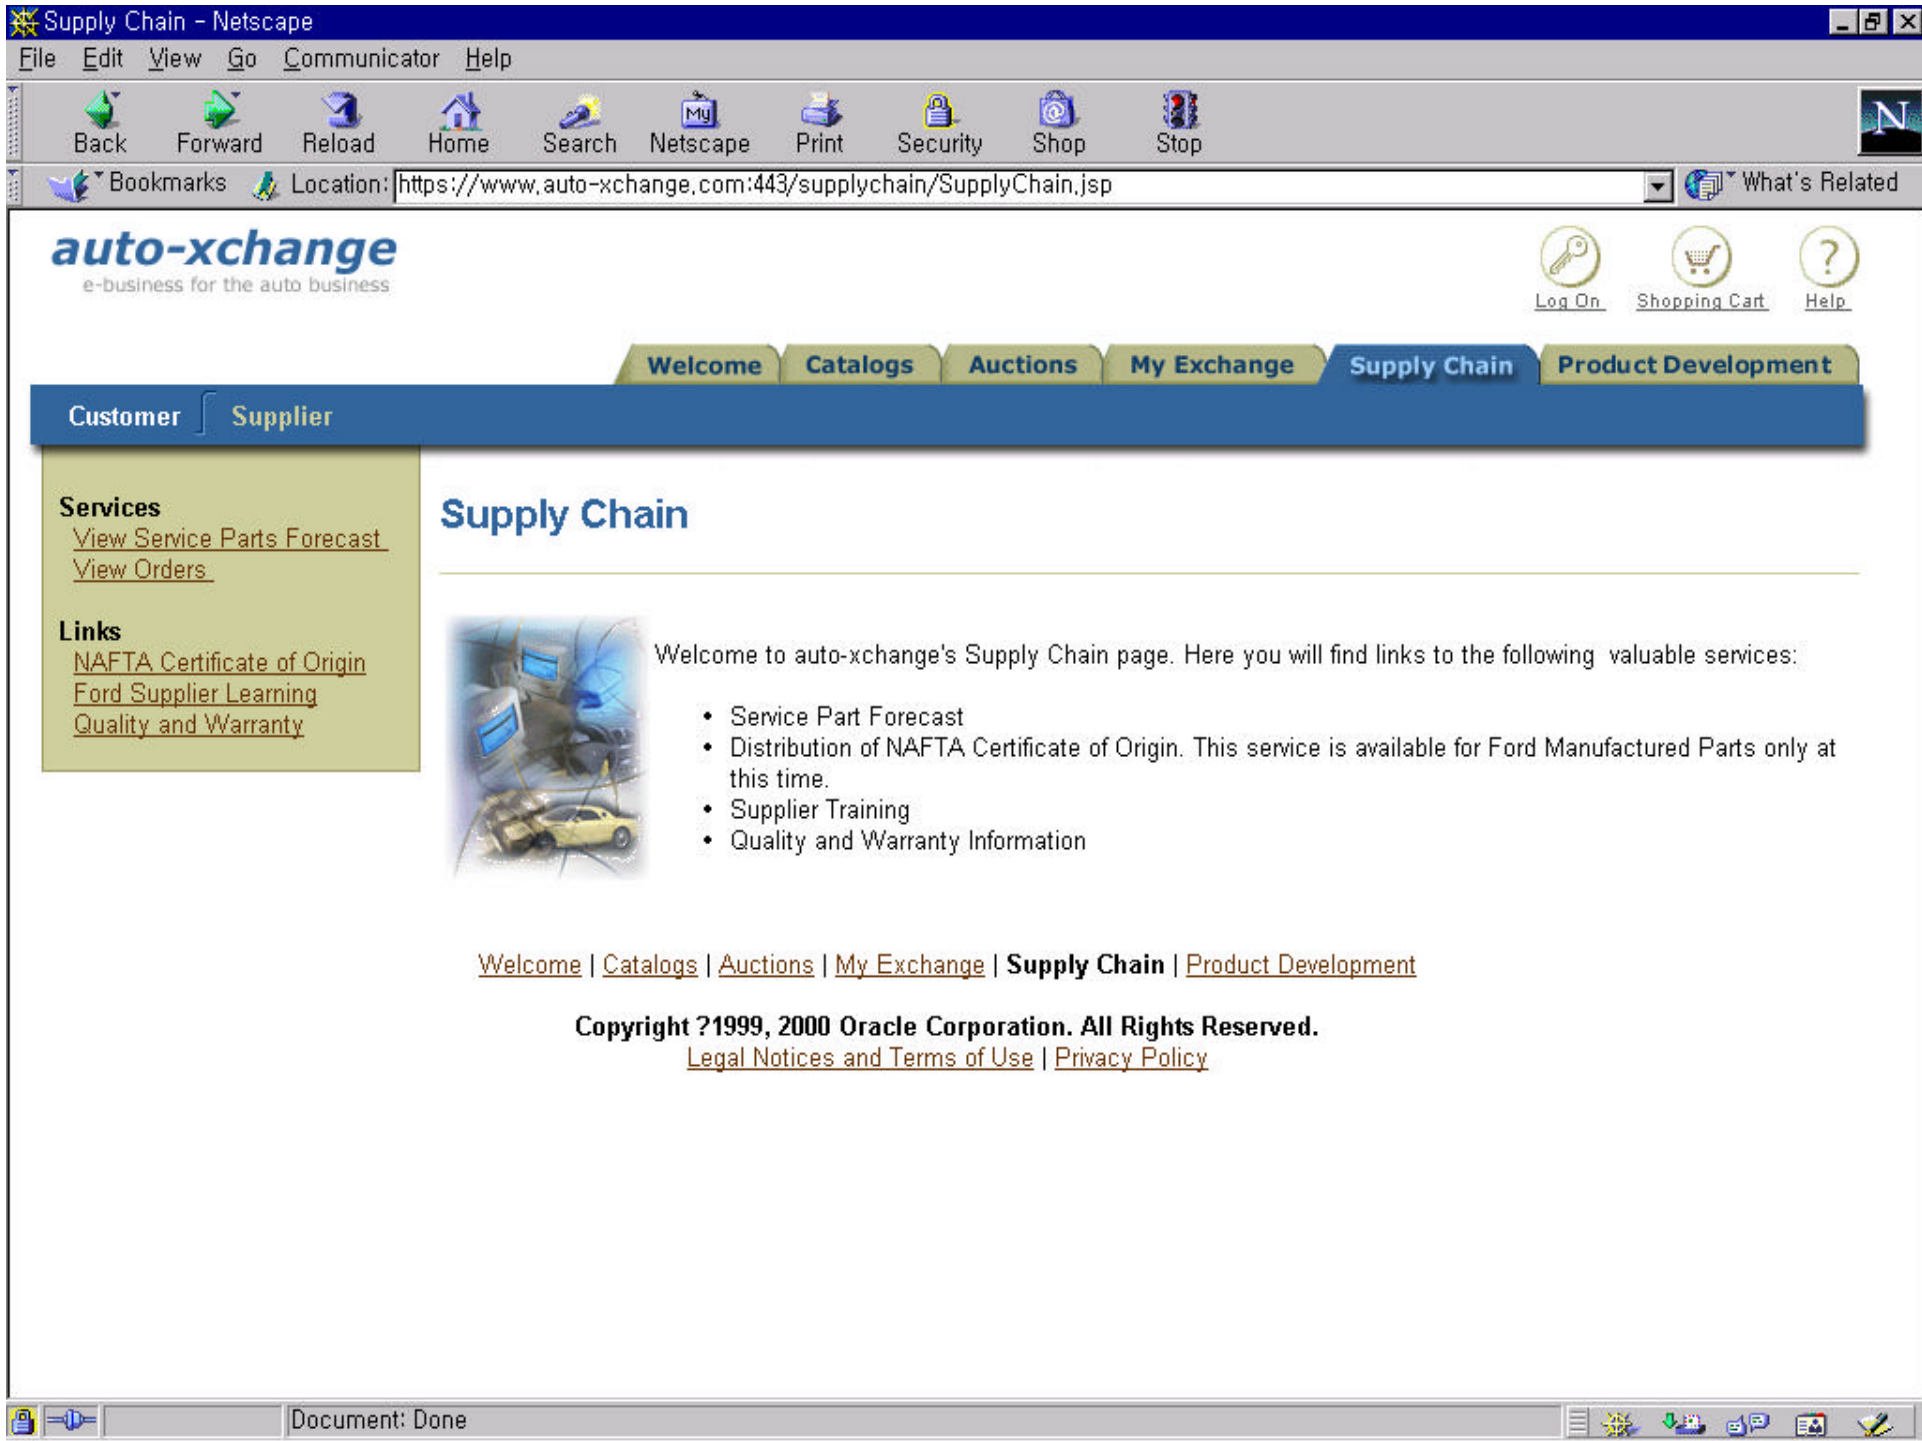 Supply Chain - Netscape
File Edit View Go Communicator Help
My
Back Forward Reload Home Search Netscape Print Security Shop Stop
N
Bookmarks Location: https://www.auto-xchange.com:443/supplychain/SupplyChain.jsp What's Related
auto-xchange
e-business for the auto business
?
Log On Shopping Cart Help
Welcome Catalogs Auctions My Exchange Supply Chain Product Development
Customer Supplier
Services
View Service Parts Forecast
View Orders
Links
NAFTA Certificate of Origin
Ford Supplier Learning
Quality and Warranty
Supply Chain
Welcome to auto-xchange's Supply Chain page. Here you will find links to the following valuable services:
• Service Part Forecast
• Distribution of NAFTA Certificate of Origin. This service is available for Ford Manufactured Parts only at
this time.
• Supplier Training
• Quality and Warranty Information
Welcome | Catalogs | Auctions | My Exchange | Supply Chain | Product Development
Copyright ?1999, 2000 Oracle Corporation. All Rights Reserved.
Legal Notices and Terms of Use | Privacy Policy
Document: Done